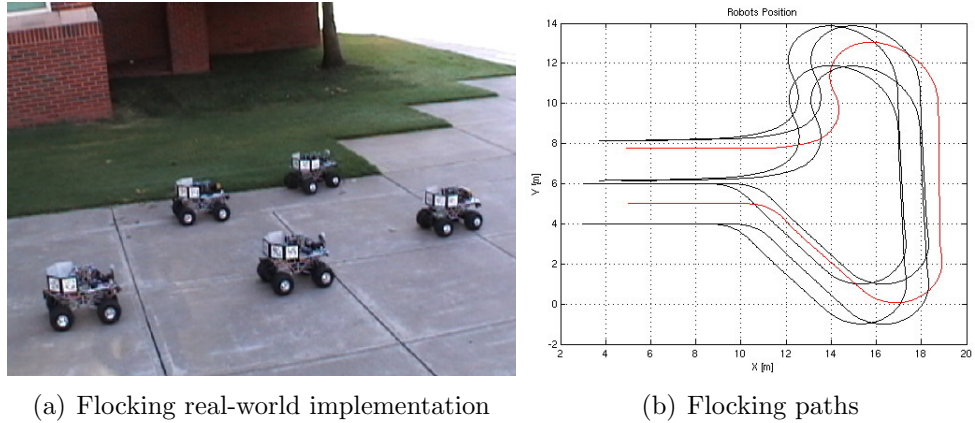 Robots Position
14
12
10
8
6
4
2
0
-2
Y [m]
2 4 6 8 10 12 14 16 18 20
X [m]
(a) Flocking real-world implementation
(b) Flocking paths